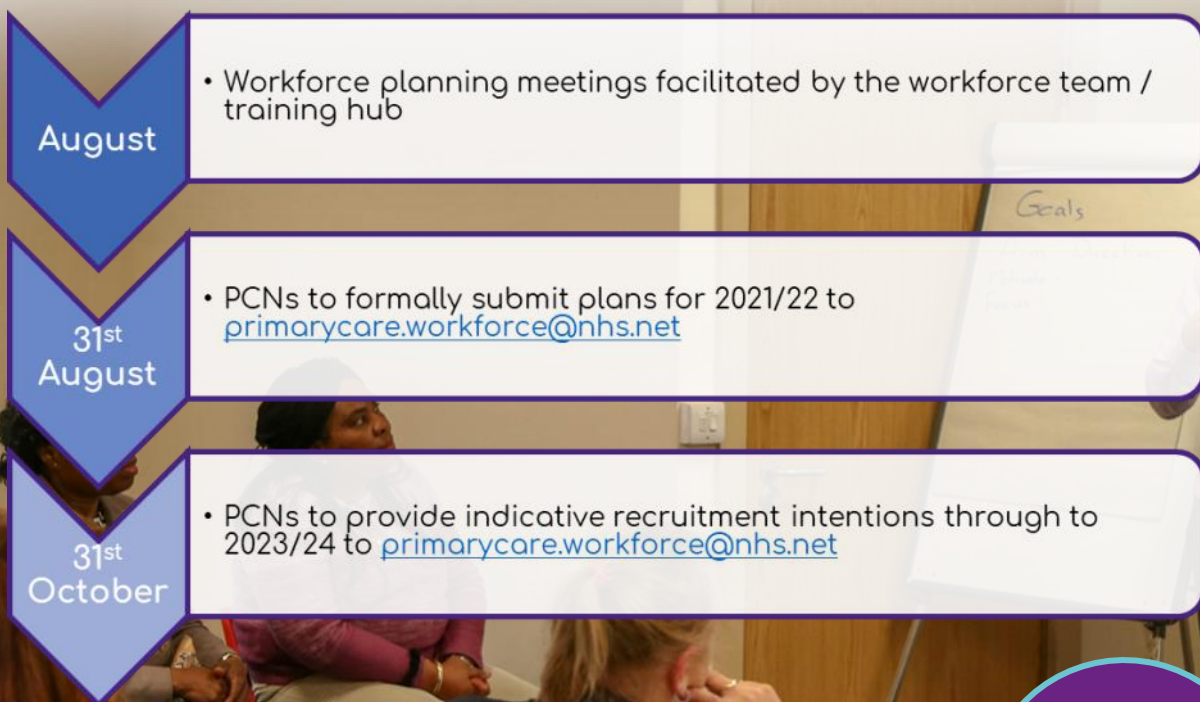 August
• Workforce planning meetings facilitated by the workforce team /
training hub
Goals
31st
August
• PCNs to formally submit plans for 2021/22 to
primarycare.workforce@nhs.net
31st
October
• PCNs to provide indicative recruitment intentions through to
2023/24 to primarycare.workforce@nhs.net